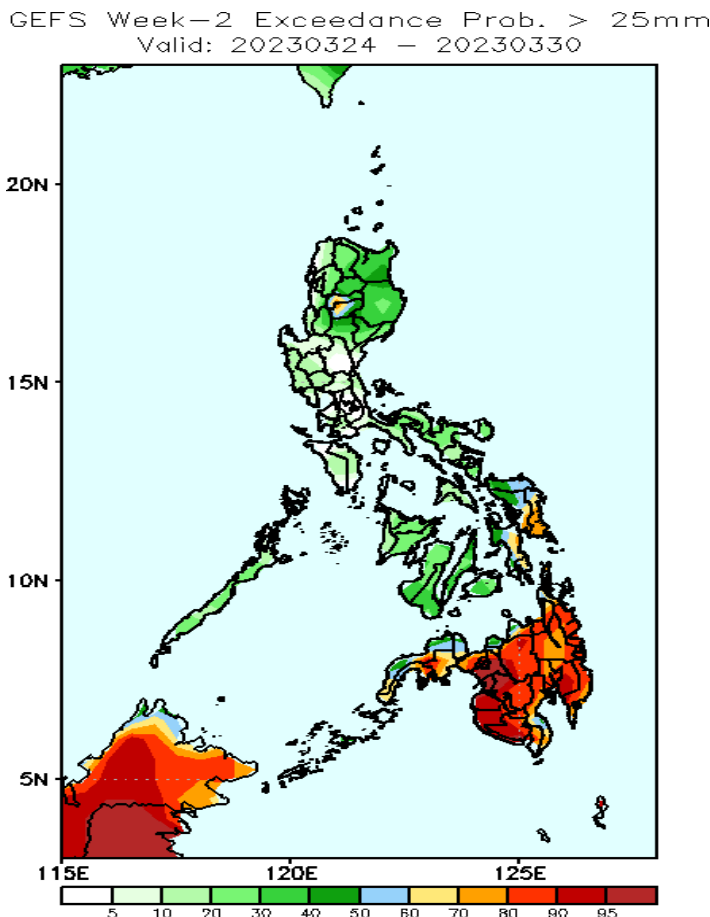 GEFS Week-2 Exceedance Prob. > 25mm
Valid: 20230324 - 20230330
20N
15N
10N
5N
115E 120E 125E
5 10 20 30 40 50 60 70 80 90 95